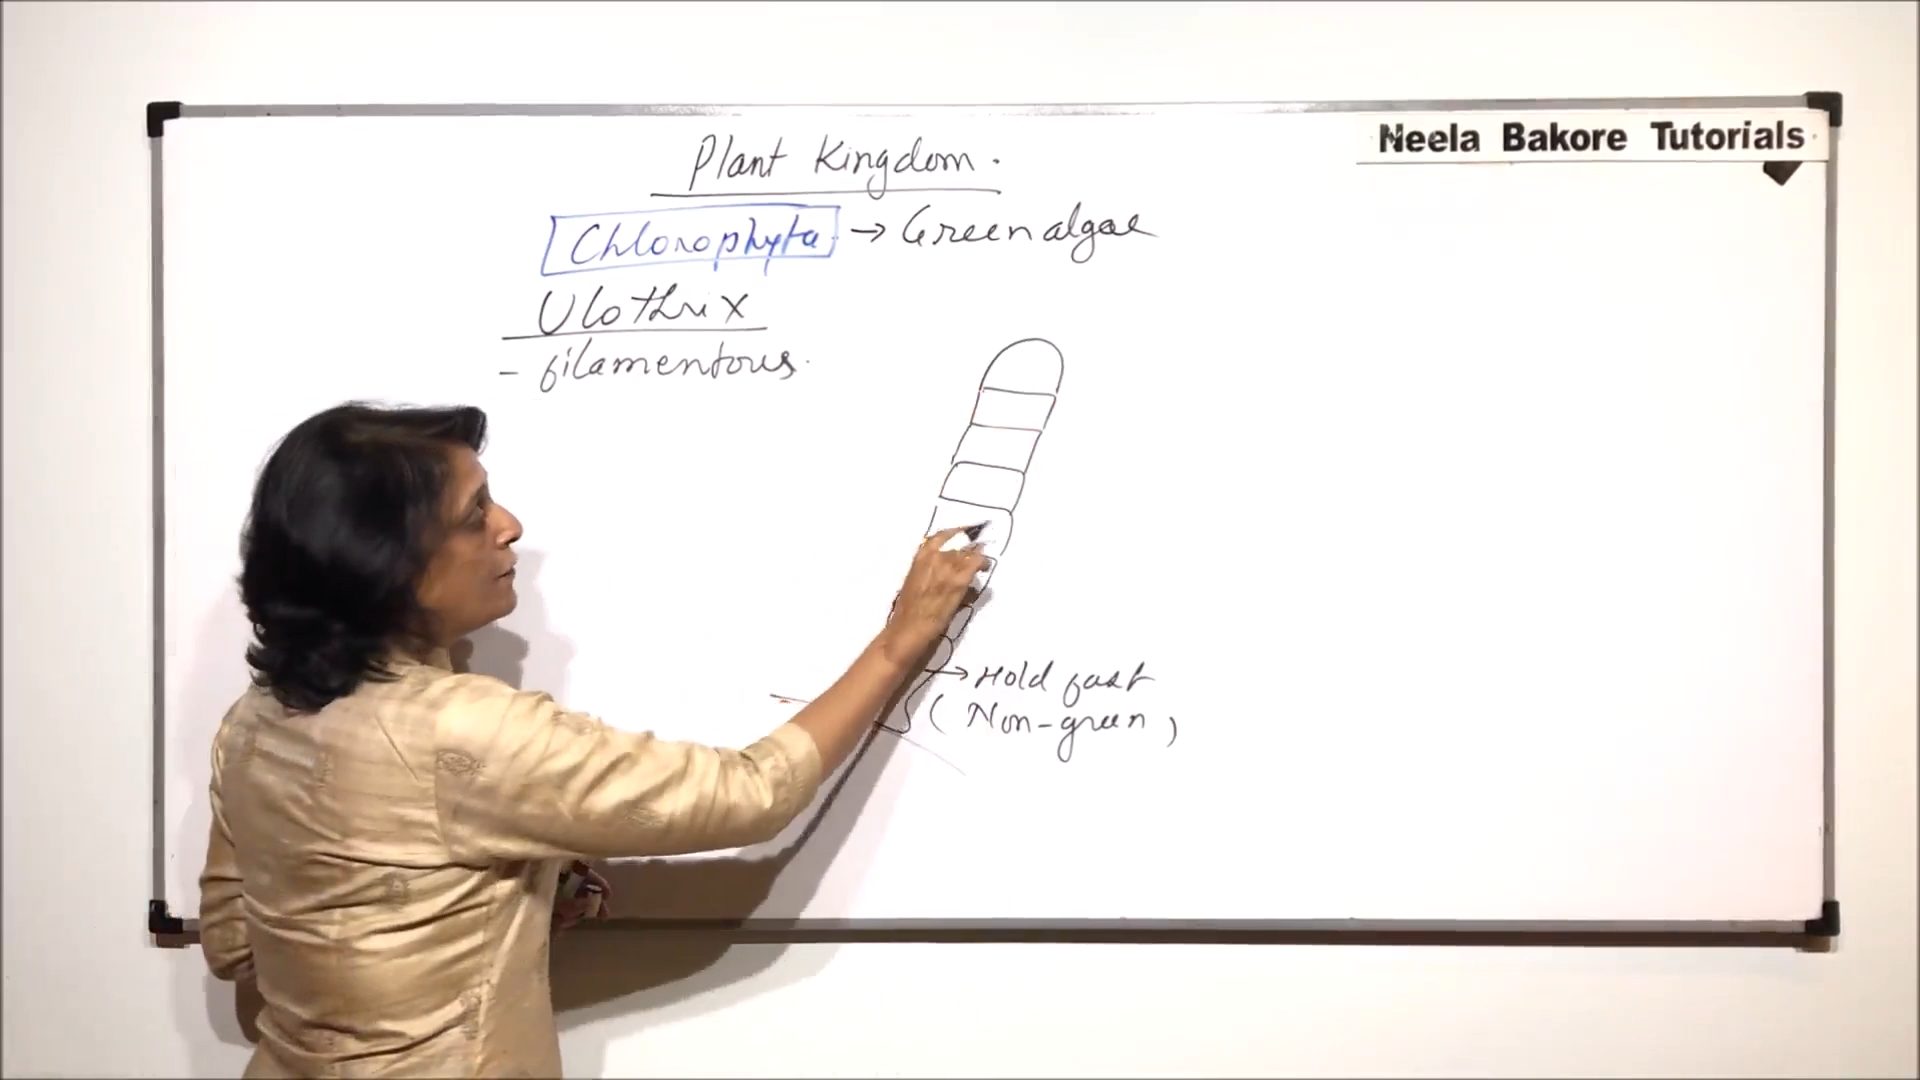 Neela Bakore Tutorials
Plant Kingdom.
Chlorophyta → Green algae
Ulothrix
- filamentous.
→ Hold fast
(Non-green)